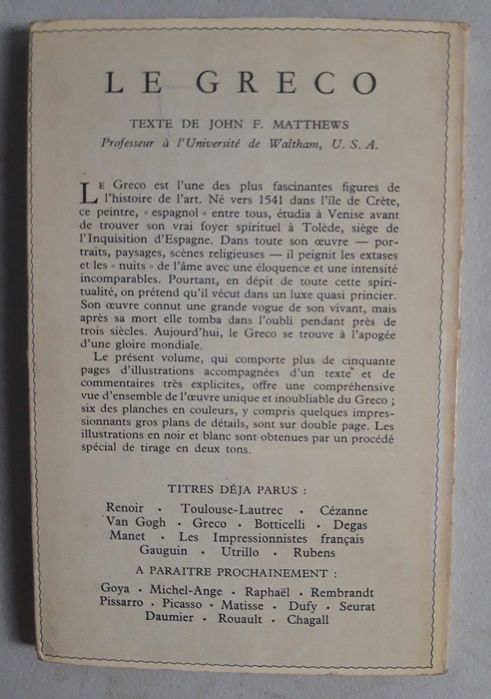 LE GRECO
TEXTE DE JOHN F. MATTHEWS
Professeur à l'Université de Waltham, U. S. A.
LE Greco est l'une des plus fascinantes figures de
l'histoire de l'art. Né vers 1541 dans l'île de Crète,
ce peintre, « espagnol » entre tous, étudia à Venise avant
de trouver son vrai foyer spirituel à Tolède, siège de
l'Inquisition d'Espagne. Dans toute son œuvre — por-
traits, paysages, scènes religieuses — il peignit les extases
et les « nuits » de l'âme avec une éloquence et une intensité
incomparables. Pourtant, en dépit de toute cette spiri-
tualité, on prétend qu'il vécut dans un luxe quasi princier.
Son œuvre connut une grande vogue de son vivant, mais
après sa mort elle tomba dans l'oubli pendant près de
trois siècles. Aujourd'hui, le Greco se trouve à l'apogée
d'une gloire mondiale.
Le présent volume, qui comporte plus de cinquante
pages d'illustrations accompagnées d'un texte et de
commentaires très explicites, offre une compréhensive
vue d'ensemble de l'œuvre unique et inoubliable du Greco ;
six des planches en couleurs, y compris quelques impres-
sionnants gros plans de détails, sont sur double page. Les
illustrations en noir et blanc sont obtenues par un procédé
spécial de tirage en deux tons.
TITRES DÉJA PARUS :
Renoir • Toulouse-Lautrec • Cézanne
Van Gogh • Greco • Botticelli • Degas
Manet • Les Impressionnistes français
Gauguin • Utrillo • Rubens
A PARAITRE PROCHAINEMENT :
Goya • Michel-Ange • Raphaël • Rembrandt
Pissarro • Picasso • Matisse • Dufy • Seurat
Daumier • Rouault • Chagall